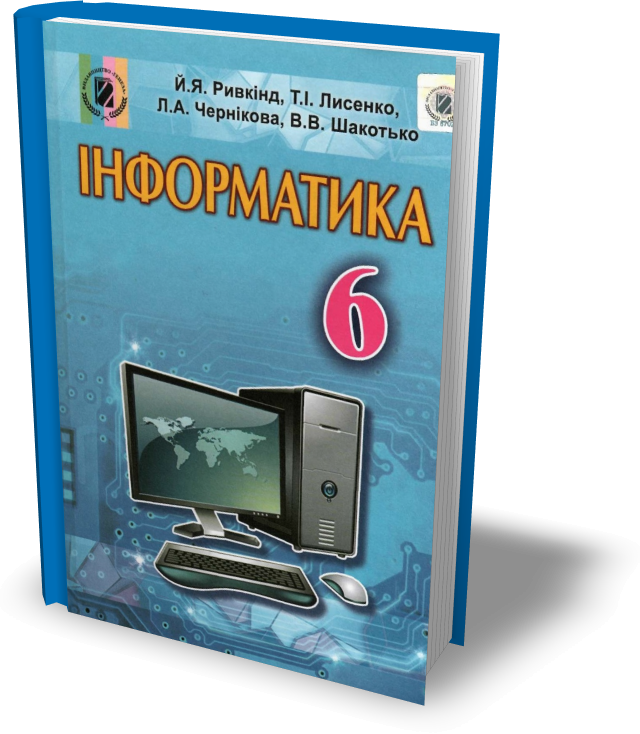 Й.Я. Ривкінд, Т.І. Лисенко,
Л.А. Чернікова, В.В. Шакотько
ІНФОРМАТИКА
6